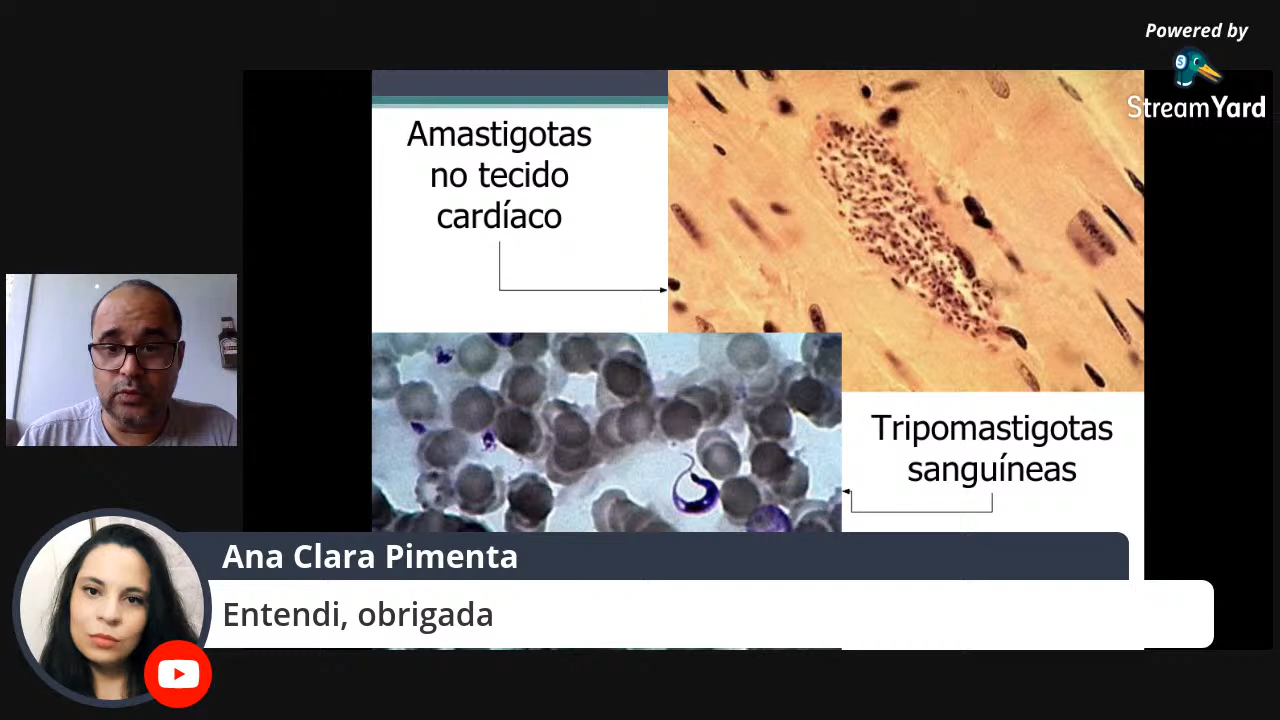 Powered by
StreamYard
Amastigotas
no tecido
cardíaco
Tripomastigotas
sanguíneas
Ana Clara Pimenta
Entendi, obrigada